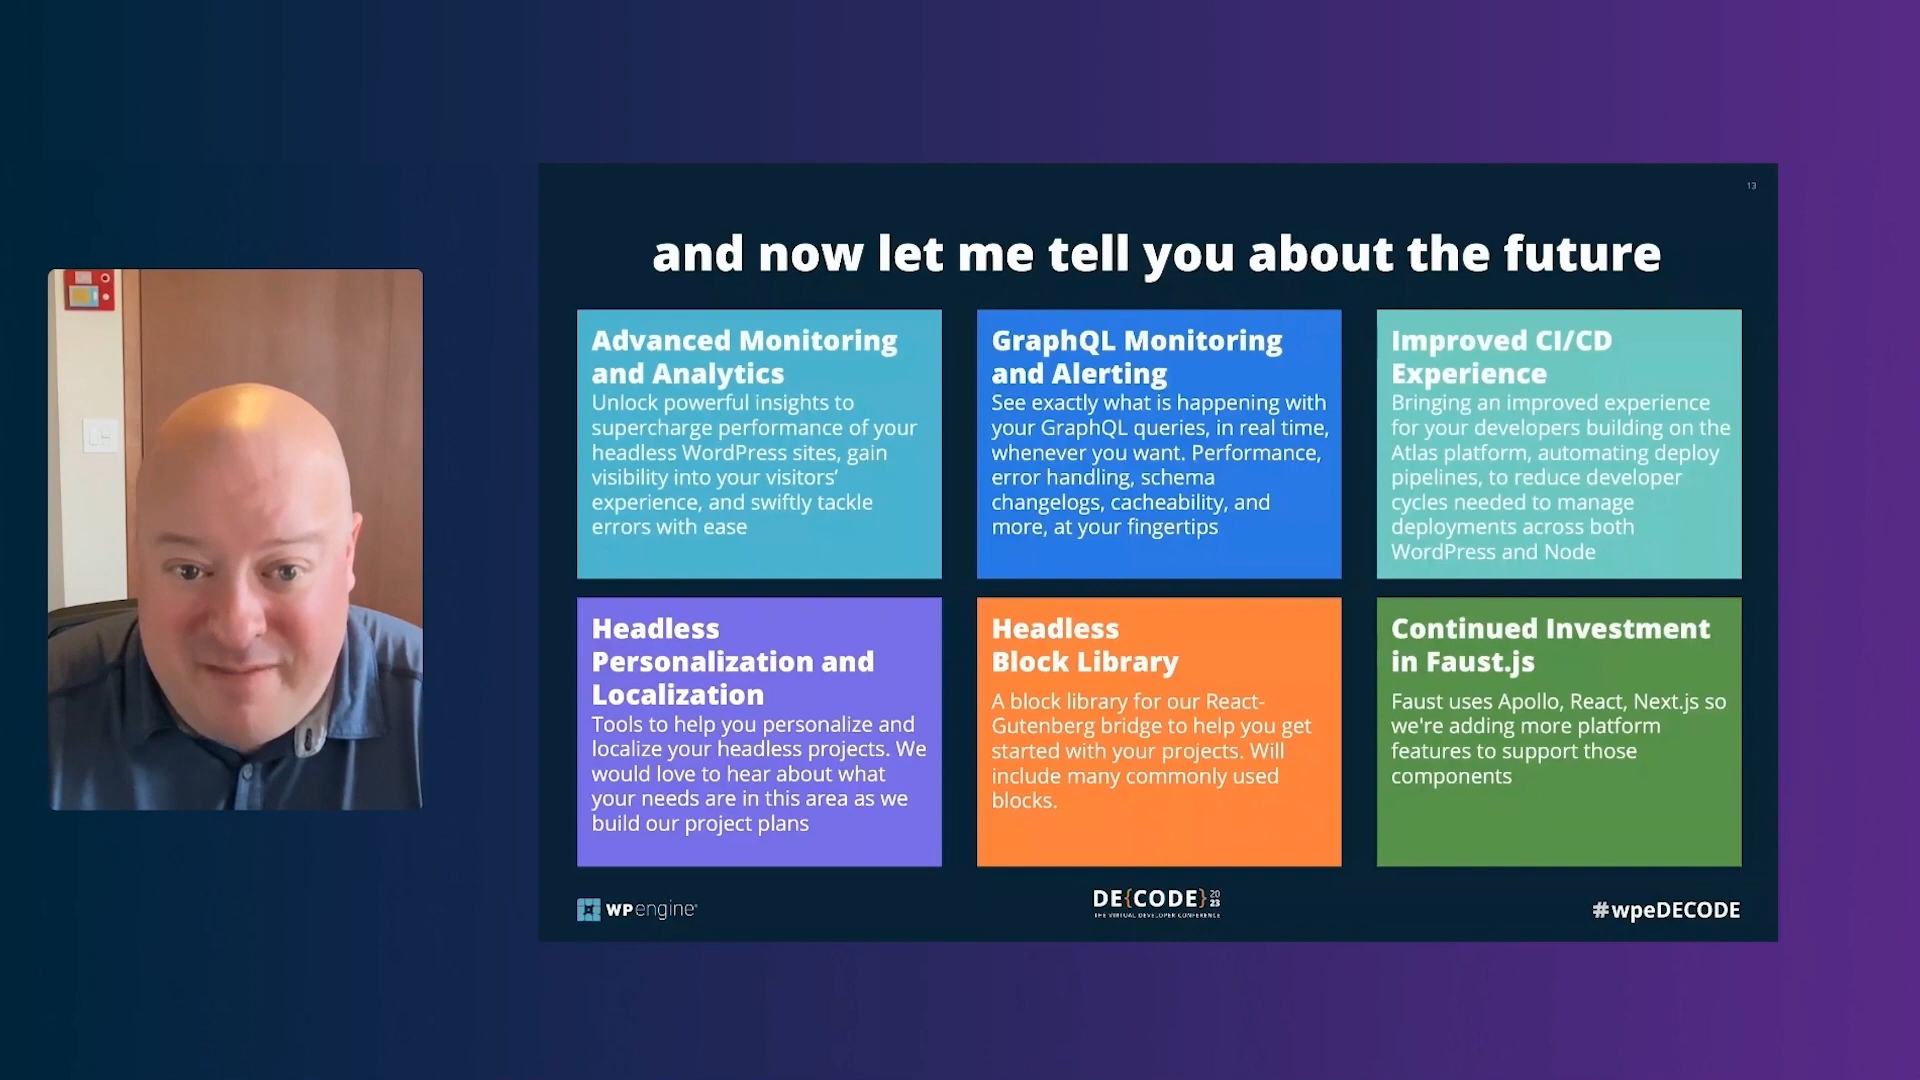 13
and now let me tell you about the future
Advanced Monitoring
and Analytics
Unlock powerful insights to
supercharge performance of your
headless WordPress sites, gain
visibility into your visitors’
experience, and swiftly tackle
errors with ease
GraphQL Monitoring
and Alerting
See exactly what is happening with
your GraphQL queries, in real time,
whenever you want. Performance,
error handling, schema
changelogs, cacheability, and
more, at your fingertips
Improved CI/CD
Experience
Bringing an improved experience
for your developers building on the
Atlas platform, automating deploy
pipelines, to reduce developer
cycles needed to manage
deployments across both
WordPress and Node
Headless
Personalization and
Localization
Tools to help you personalize and
localize your headless projects. We
would love to hear about what
your needs are in this area as we
build our project plans
Headless
Block Library
A block library for our React-
Gutenberg bridge to help you get
started with your projects. Will
include many commonly used
blocks.
Continued Investment
in Faust.js
Faust uses Apollo, React, Next.js so
we're adding more platform
features to support those
components
WPengine®
DE{CODE} 2023
THE VIRTUAL DEVELOPER CONFERENCE
#wpeDECODE